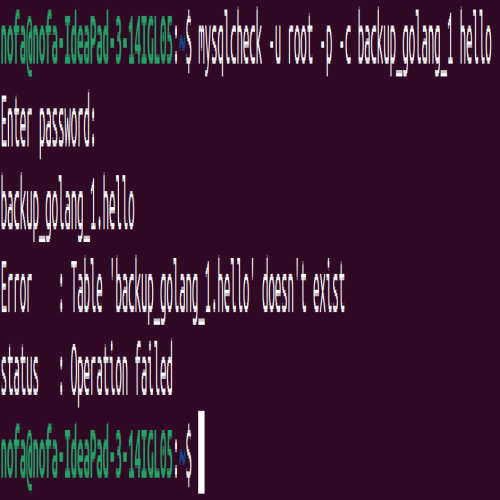 nofa@nofa-IdeaPad-3-14IGL05:~$ mysqlcheck -u root -p -c backup_golang_1 hello
Enter password:
backup_golang_1.hello
Error : Table 'backup_golang_1.hello' doesn't exist
status : Operation failed
nofa@nofa-IdeaPad-3-14IGL05:~$